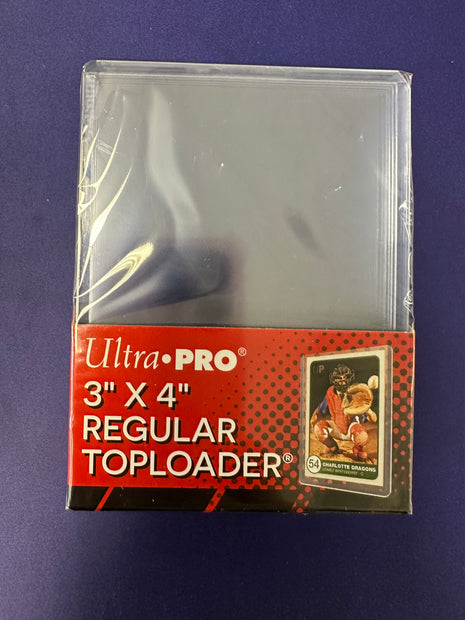 Ultra•PRO®
3" X 4"
REGULAR
TOPLOADER®
UP
54
CHARLOTTE DRAGONS